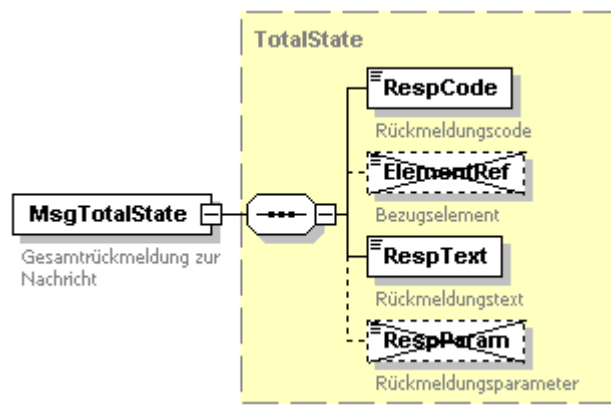 TotalState
RespCode
Rückmeldungscode
ElementRef
Bezugselement
MsgTotalState
Gesamtrückmeldung zur
Nachricht
RespText
Rückmeldungstext
RespParam
Rückmeldungsparameter